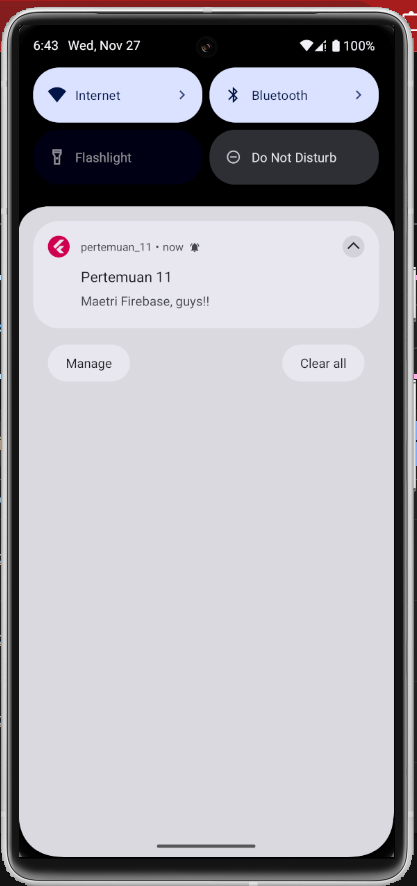 6:43 Wed, Nov 27 100%
Internet Bluetooth
Flashlight Do Not Disturb
pertemuan_11 • now
Pertemuan 11
Maetri Firebase, guys!!
Manage Clear all